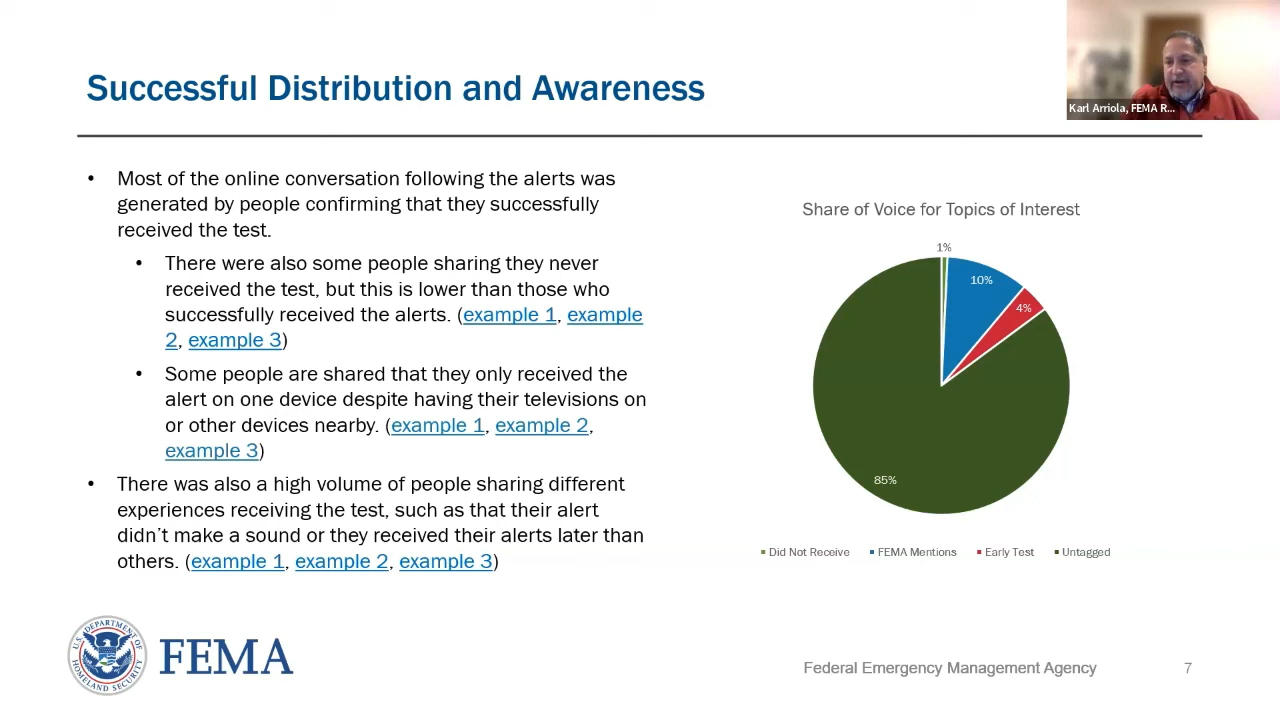 Successful Distribution and Awareness
Karl Arriola, FEMA R...
• Most of the online conversation following the alerts was
generated by people confirming that they successfully
received the test.
• There were also some people sharing they never
received the test, but this is lower than those who
successfully received the alerts. (example 1, example
2, example 3)
• Some people are shared that they only received the
alert on one device despite having their televisions on
or other devices nearby. (example 1, example 2,
example 3)
• There was also a high volume of people sharing different
experiences receiving the test, such as that their alert
didn’t make a sound or they received their alerts later than
others. (example 1, example 2, example 3)
Share of Voice for Topics of Interest
1%
10%
4%
85%
Did Not Receive FEMA Mentions Early Test Untagged
U.S. DEPARTMENT OF
HOMELAND SECURITY
FEMA
Federal Emergency Management Agency 7